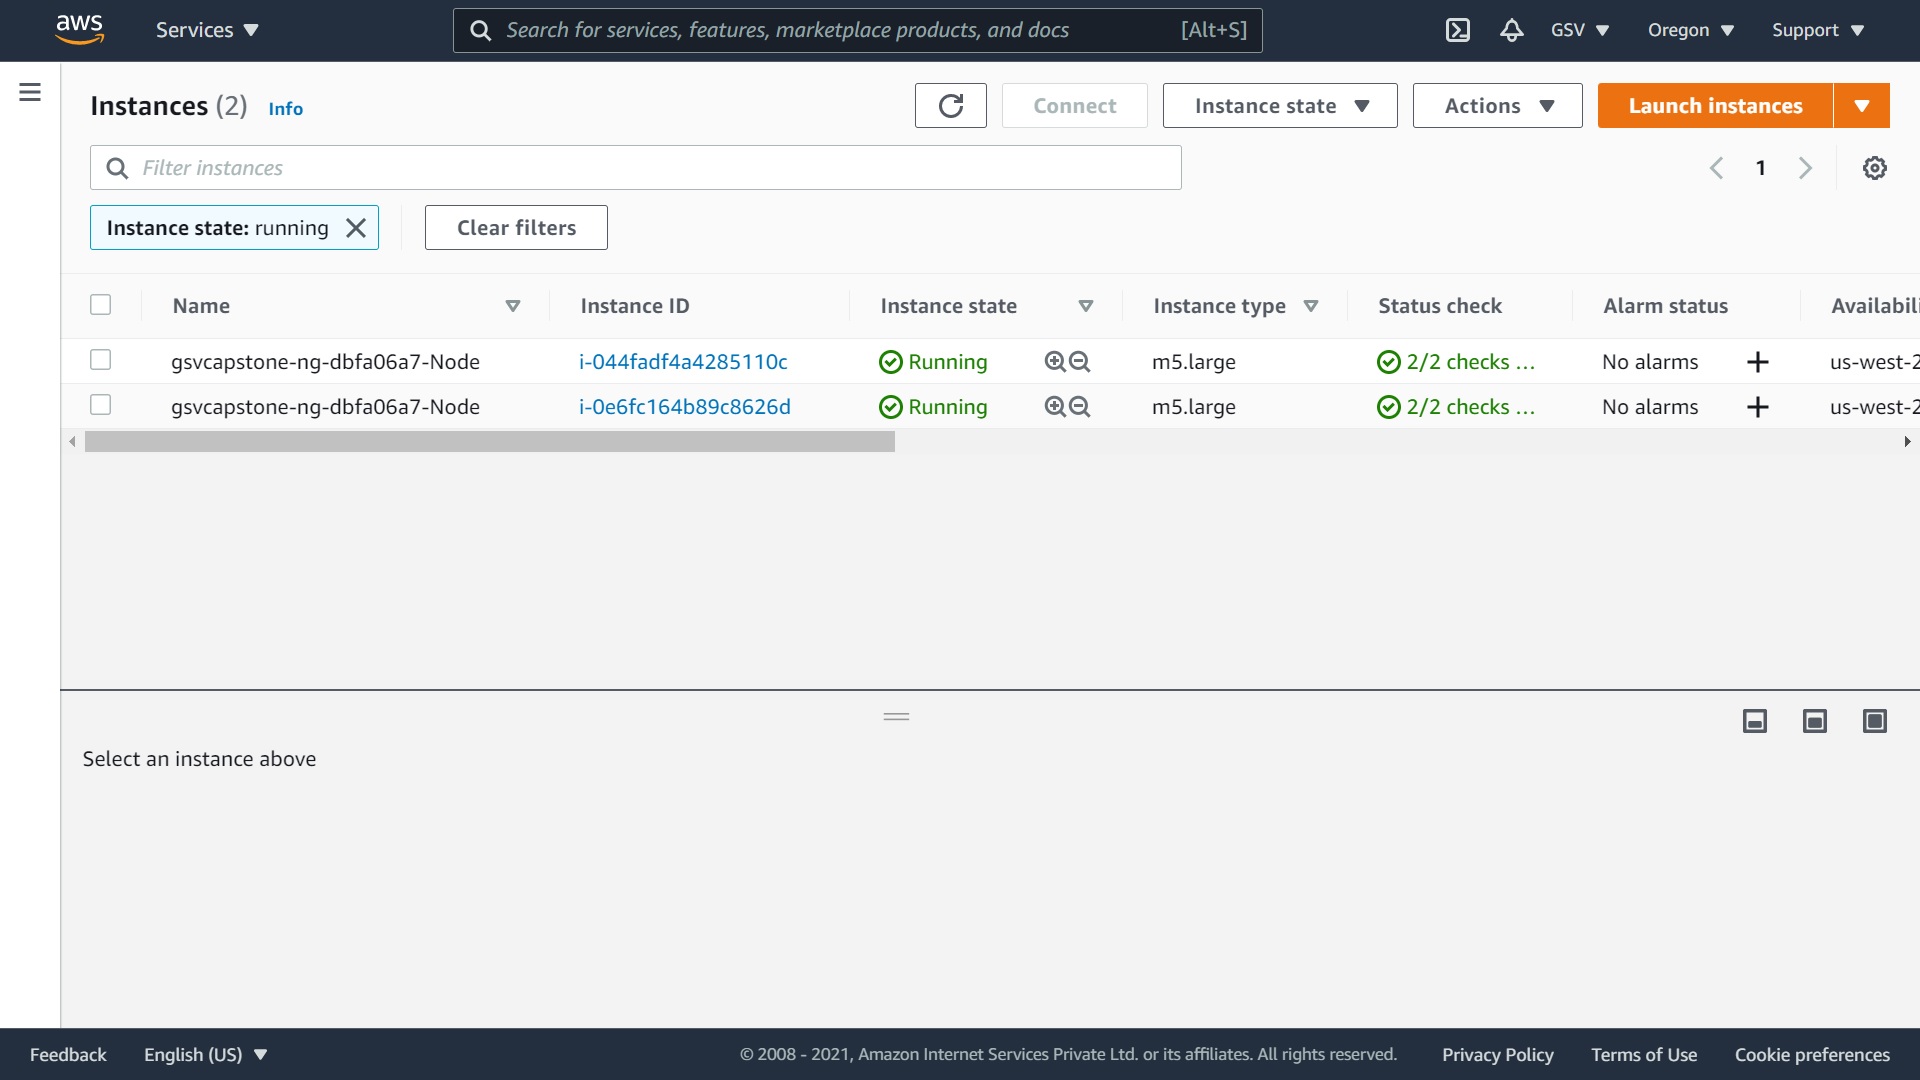 aws
Services
Search for services, features, marketplace products, and docs [Alt+S]
GSV
Oregon
Support
Instances (2) Info
Connect
Instance state
Actions
Launch instances
Filter instances
1
Instance state: running
Clear filters
Name Instance ID Instance state Instance type Status check Alarm status Availabili
gsvcapstone-ng-dbfa06a7-Node i-044fadf4a4285110c Running m5.large 2/2 checks ... No alarms + us-west-2
gsvcapstone-ng-dbfa06a7-Node i-0e6fc164b89c8626d Running m5.large 2/2 checks ... No alarms + us-west-2
Select an instance above
Feedback English (US) © 2008 - 2021, Amazon Internet Services Private Ltd. or its affiliates. All rights reserved. Privacy Policy Terms of Use Cookie preferences